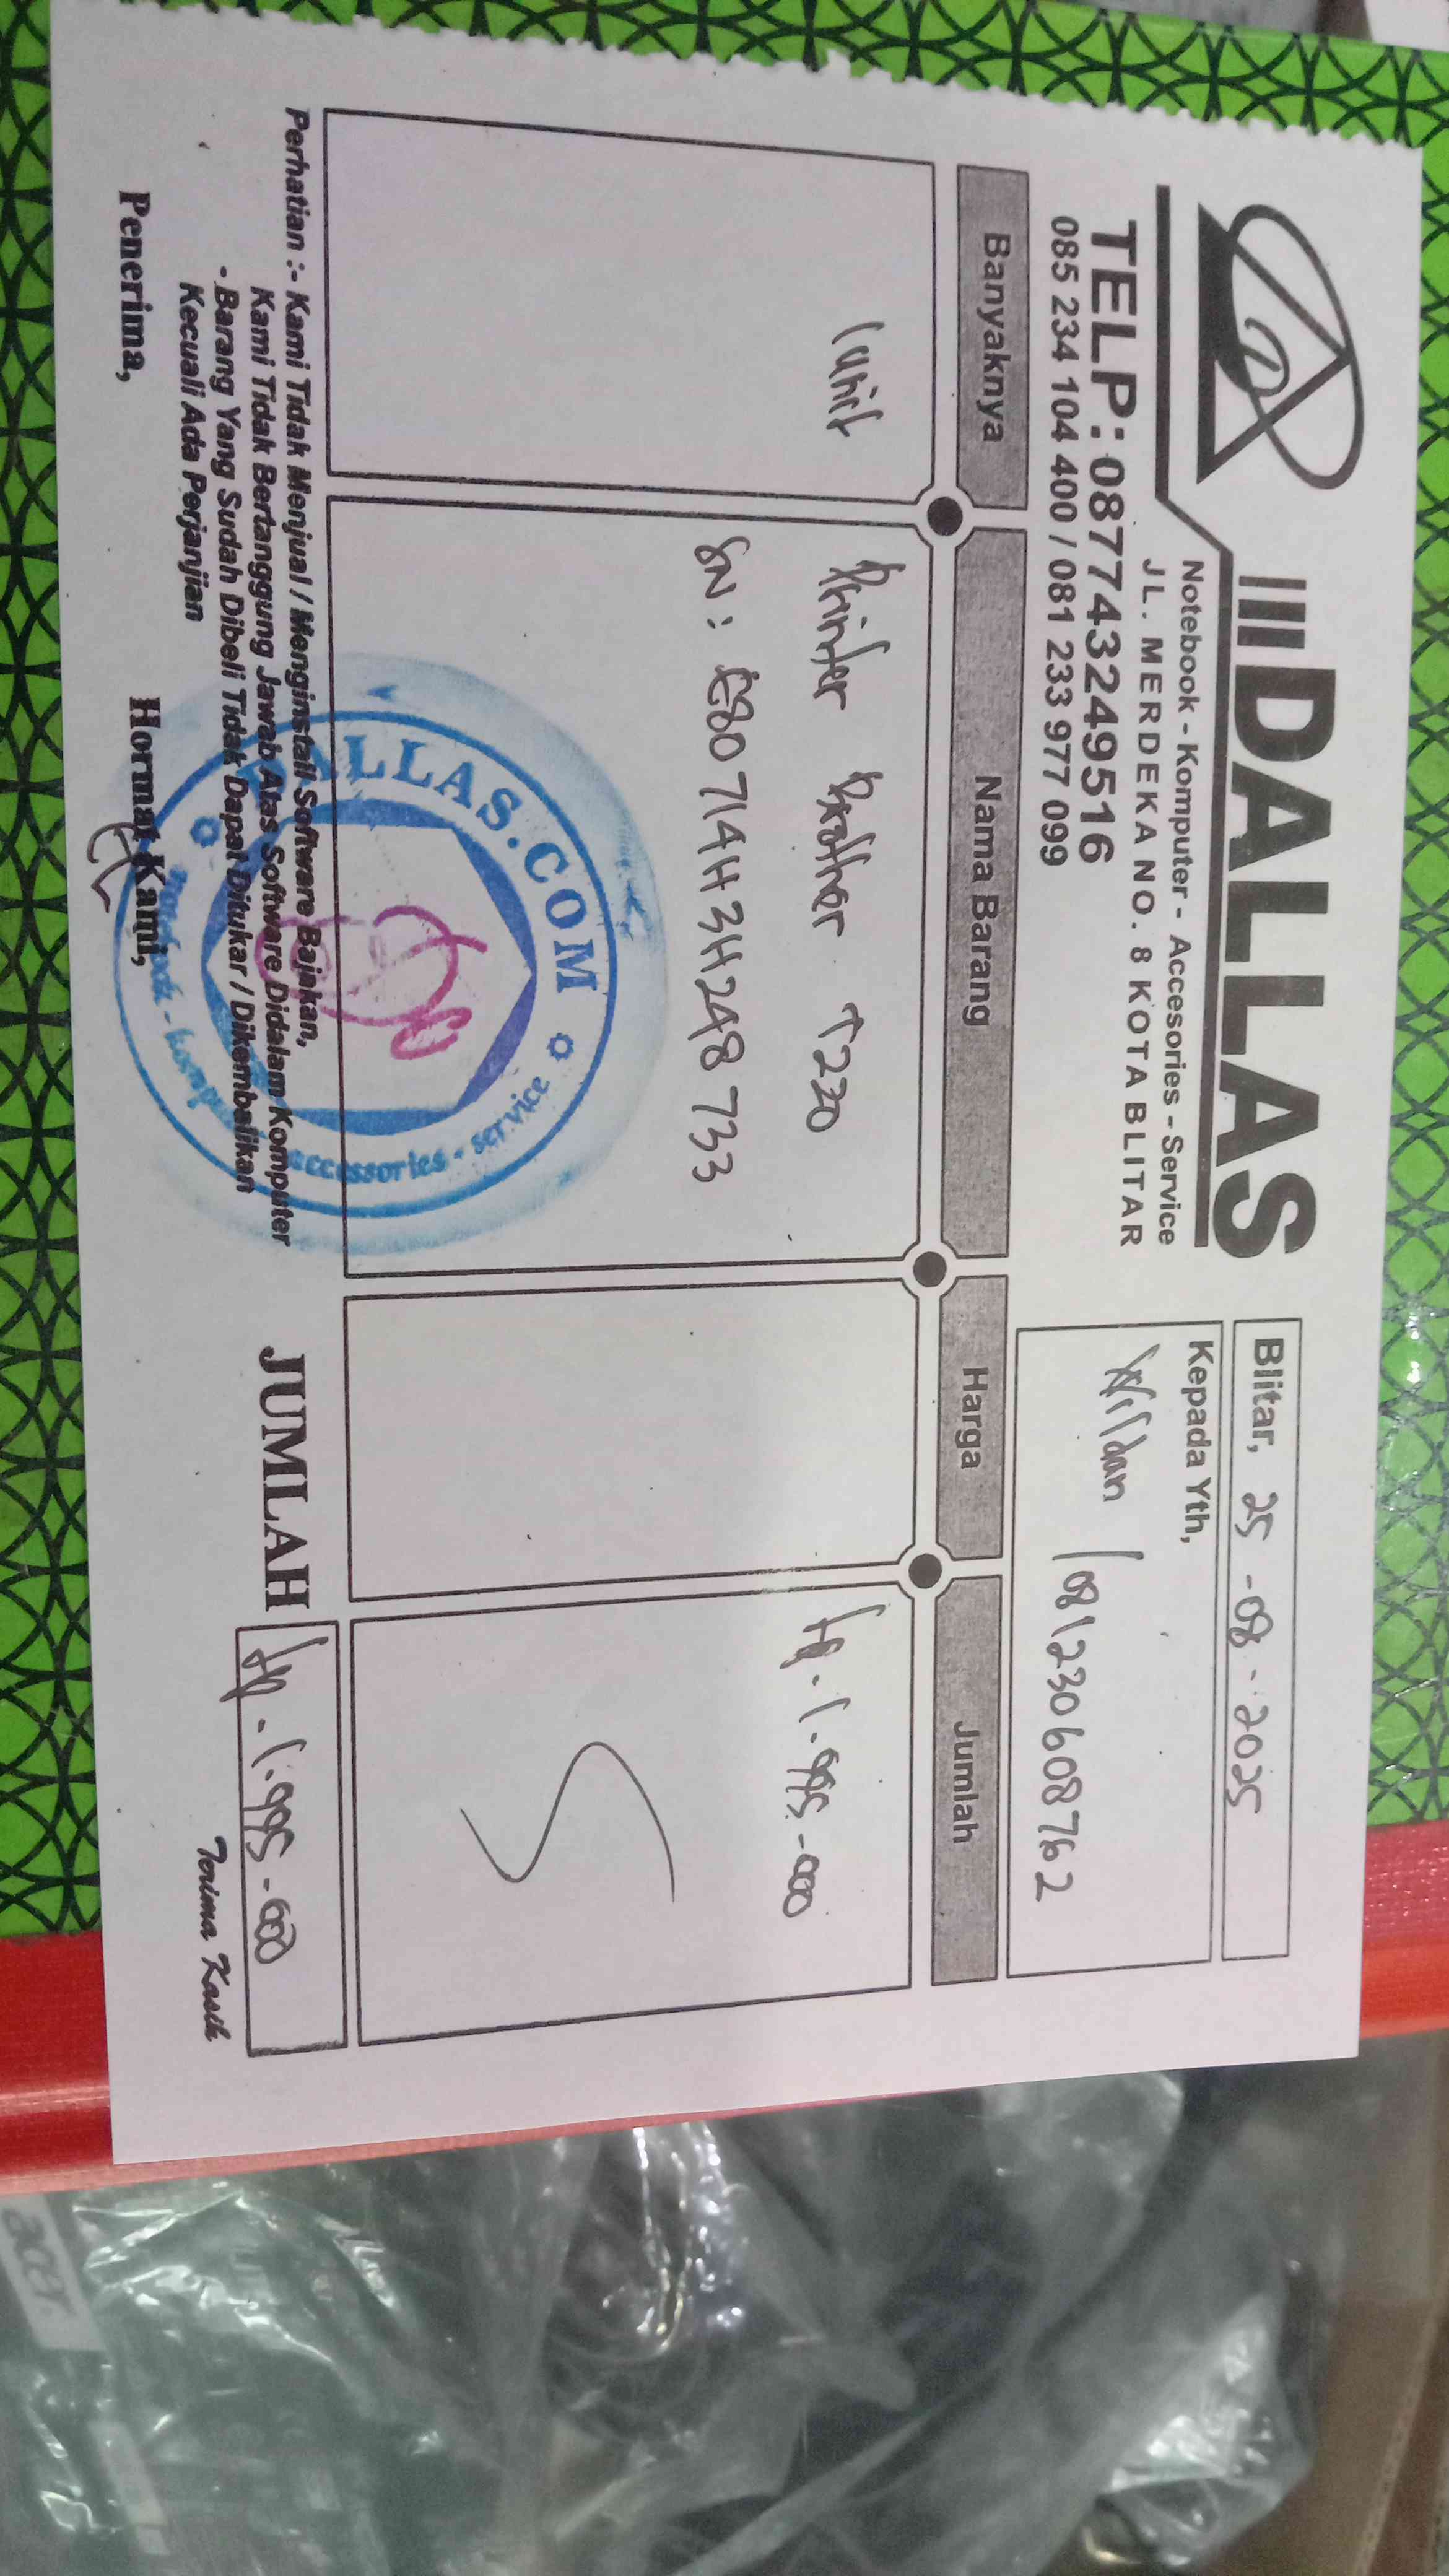 DALLAS
Notebook - Komputer - Accesories - Service
JL. MERDEKA NO. 8 KOTA BLITAR
TELP: 087743249516
085 234 104 400 / 081 233 977 099
Blitar, 25 - 08 - 2025
Kepada Yth,
Wildan / 081230608762
Banyaknya Nama Barang Harga Jumlah
1 unit Printer Brother T220 Rp. 1.995.000
SN : E80714H3H248733
DALLAS.COM
accessories - service
Perhatian :- Kami Tidak Menjual / Menginstall Software Bajakan,
Kami Tidak Bertanggung Jawab Atas Software Didalam Komputer
- Barang Yang Sudah Dibeli Tidak Dapat Ditukar / Dikembalikan
Kecuali Ada Perjanjian
JUMLAH Rp. 1.995.000
Penerima, Hormat Kami,
Terima Kasih
acer